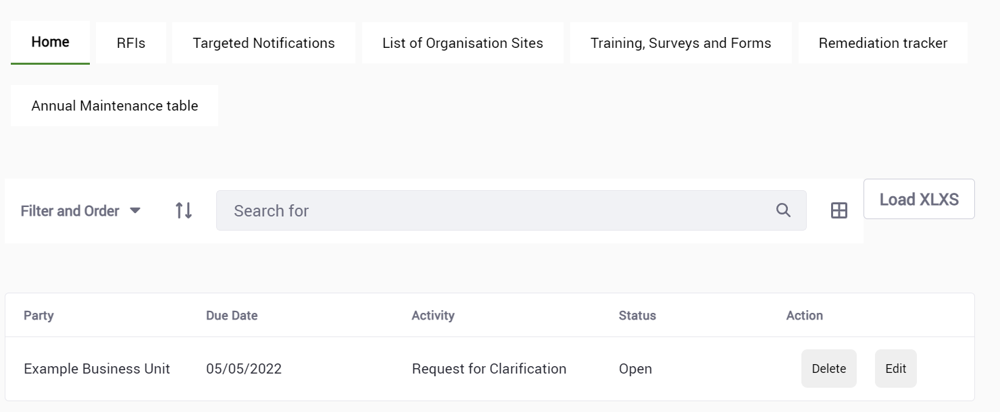 Home RFIs Targeted Notifications List of Organisation Sites Training, Surveys and Forms Remediation tracker
Annual Maintenance table
Filter and Order Search for Load XLXS
Party Due Date Activity Status Action
Example Business Unit 05/05/2022 Request for Clarification Open Delete Edit